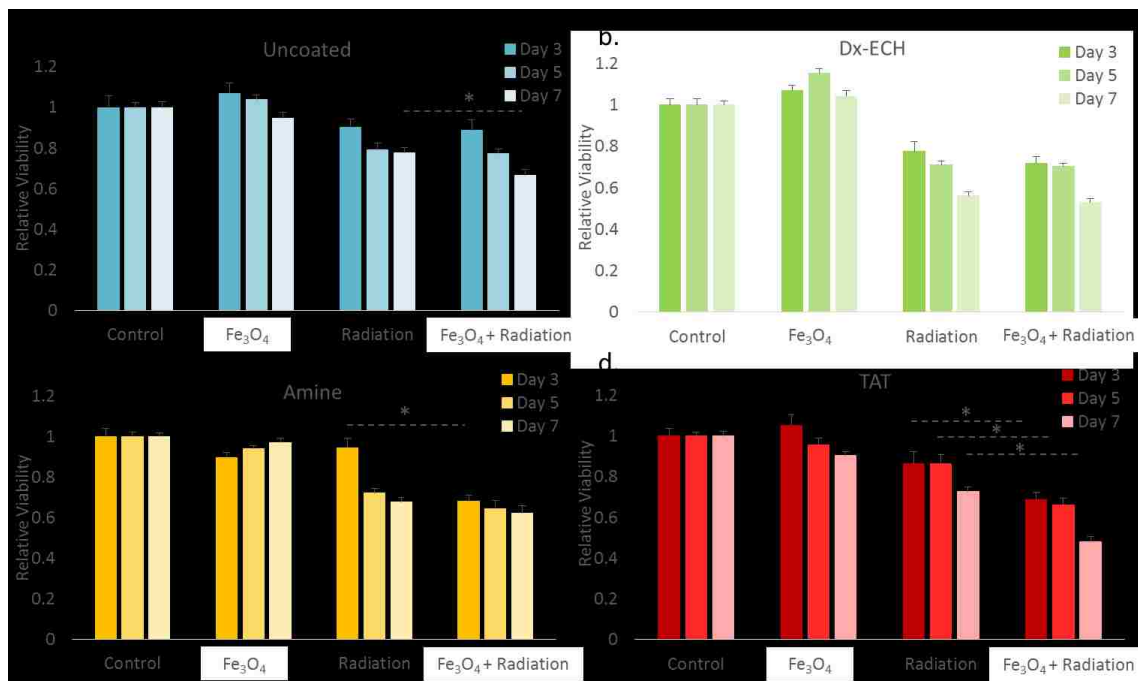 Uncoated
Day 3
Day 5
Day 7
1.2
1
0.8
0.6
0.4
0.2
0
Relative Viability
*
Control
Fe₃O₄
Radiation
Fe₃O₄ + Radiation
b.
Dx-ECH
Day 3
Day 5
Day 7
1.2
1
0.8
0.6
0.4
0.2
0
Relative Viability
Control
Fe₃O₄
Radiation
Fe₃O₄ + Radiation
Amine
Day 3
Day 5
Day 7
1.2
1
0.8
0.6
0.4
0.2
0
Relative Viability
*
Control
Fe₃O₄
Radiation
Fe₃O₄ + Radiation
d.
TAT
Day 3
Day 5
Day 7
1.2
1
0.8
0.6
0.4
0.2
0
Relative Viability
*
*
*
Control
Fe₃O₄
Radiation
Fe₃O₄ + Radiation